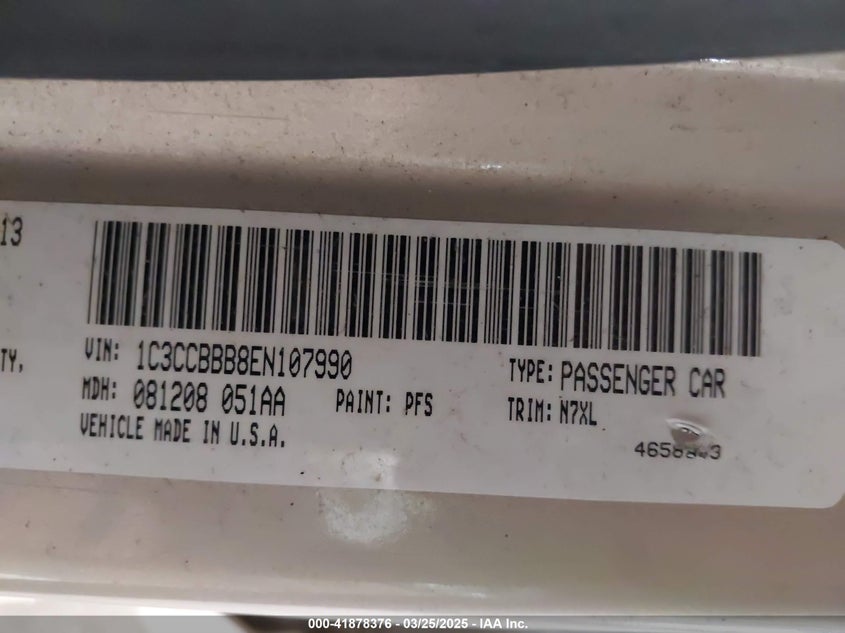 13
TY,
VIN: 1C3CCBBB8EN107990
TYPE: PASSENGER CAR
MDH: 081208 051AA
PAINT: PFS
TRIM: N7XL
VEHICLE MADE IN U.S.A.
000-41878376 - 03/25/2025 - IAA Inc.